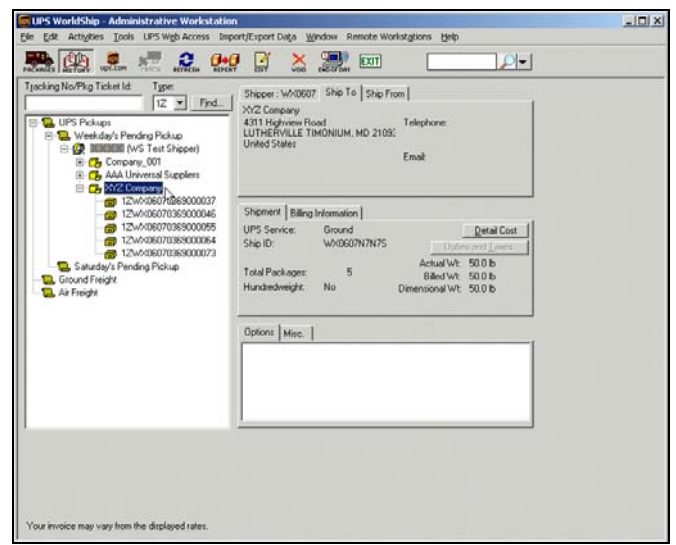 UPS WorldShip - Administrative Workstation
File Edit Activities Tools UPS Web Access Import/Export Data Window Remote Workstations Help
PACKAGES HISTORY UPS.COM TRACK REFRESH REPEAT EDIT VOID END OF DAY EXIT
Tracking No/Pkg Ticket Id: Type:
1Z Find...
UPS Pickups
Weekday's Pending Pickup
(WS Test Shipper)
Company_001
AAA Universal Suppliers
XYZ Company
1ZWX06070369000037
1ZWX06070369000046
1ZWX06070369000055
1ZWX06070369000064
1ZWX06070369000073
Saturday's Pending Pickup
Ground Freight
Air Freight
Shipper: WX0607 Ship To Ship From
XYZ Company
4311 Highview Road Telephone:
LUTHERVILLE TIMONIUM, MD 21093
United States
Email:
Shipment Billing Information
UPS Service: Ground Detail Cost
Ship ID: WX0607N7N7S Duties and Taxes
Actual Wt: 50.0 lb
Total Packages: 5 Billed Wt: 50.0 lb
Hundredweight: No Dimensional Wt: 50.0 lb
Options Misc.
Your invoice may vary from the displayed rates.